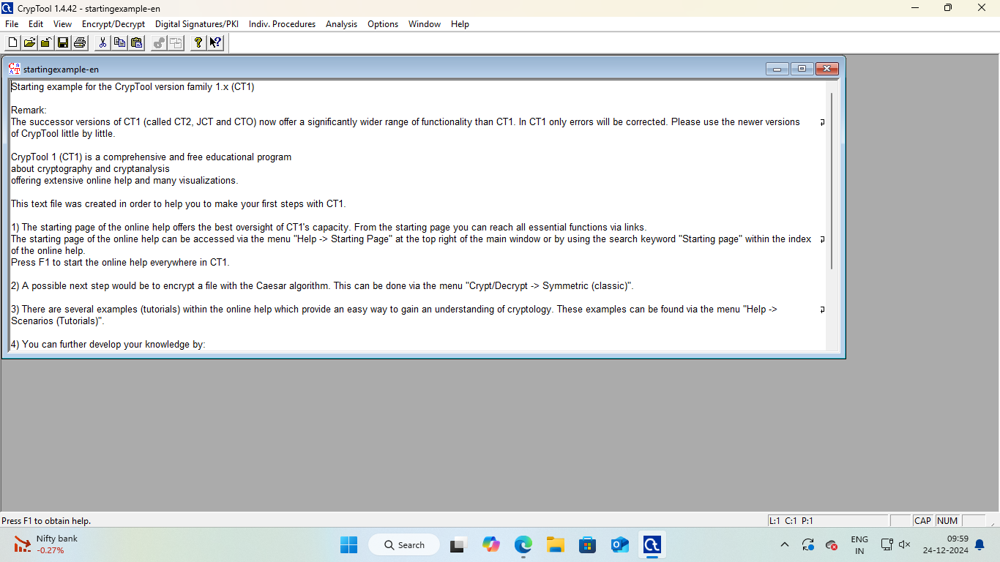 CrypTool 1.4.42 - startingexample-en
File Edit View Encrypt/Decrypt Digital Signatures/PKI Indiv. Procedures Analysis Options Window Help
startingexample-en
Starting example for the CrypTool version family 1.x (CT1)
Remark:
The successor versions of CT1 (called CT2, JCT and CTO) now offer a significantly wider range of functionality than CT1. In CT1 only errors will be corrected. Please use the newer versions
of CrypTool little by little.
CrypTool 1 (CT1) is a comprehensive and free educational program
about cryptography and cryptanalysis
offering extensive online help and many visualizations.
This text file was created in order to help you to make your first steps with CT1.
1) The starting page of the online help offers the best oversight of CT1's capacity. From the starting page you can reach all essential functions via links.
The starting page of the online help can be accessed via the menu "Help -> Starting Page" at the top right of the main window or by using the search keyword "Starting page" within the index
of the online help.
Press F1 to start the online help everywhere in CT1.
2) A possible next step would be to encrypt a file with the Caesar algorithm. This can be done via the menu "Crypt/Decrypt -> Symmetric (classic)".
3) There are several examples (tutorials) within the online help which provide an easy way to gain an understanding of cryptology. These examples can be found via the menu "Help ->
Scenarios (Tutorials)".
4) You can further develop your knowledge by:
Press F1 to obtain help.
L:1 C:1 P:1
CAP NUM
Nifty bank
-0.27%
Search
ENG
IN
09:59
24-12-2024